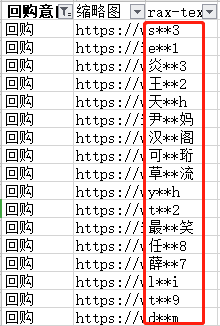 回购意 缩略图 rax-tex
回购 https://w s**3
回购 https://i e**1
回购 https://w 炎**3
回购 https://w 王**2
回购 https://w 天**h
回购 https://w 尹**妈
回购 https://w 汉**阁
回购 https://w 可**珩
回购 https://w 草**流
回购 https://w y**h
回购 https://w t**2
回购 https://w 最**笑
回购 https://w 任**8
回购 https://w 薛**7
回购 https://w l**i
回购 https://w t**9
回购 https://w d**m